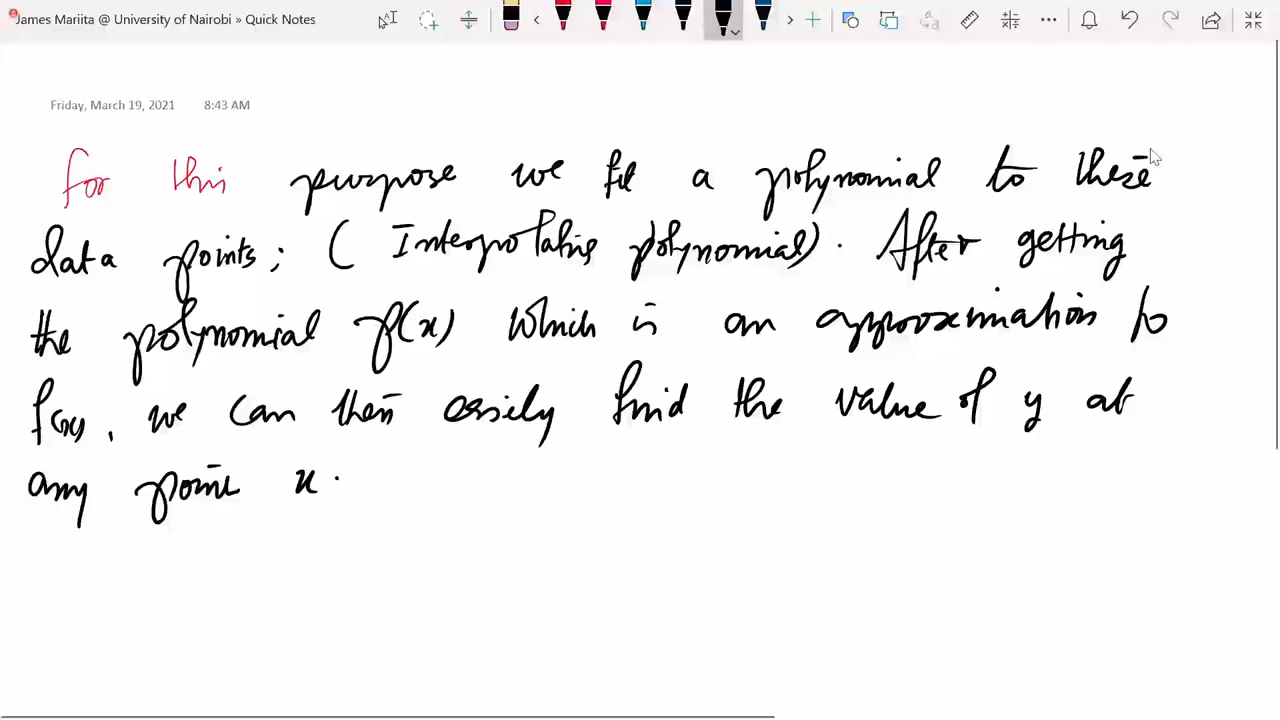 James Mariita @ University of Nairobi » Quick Notes
Friday, March 19, 2021 8:43 AM
For this purpose we fit a polynomial to these
data points; ( Interpolating polynomial). After getting
the polynomial p(x) which is an approximation to
f(x), we can then easily find the value of y at
any point x.